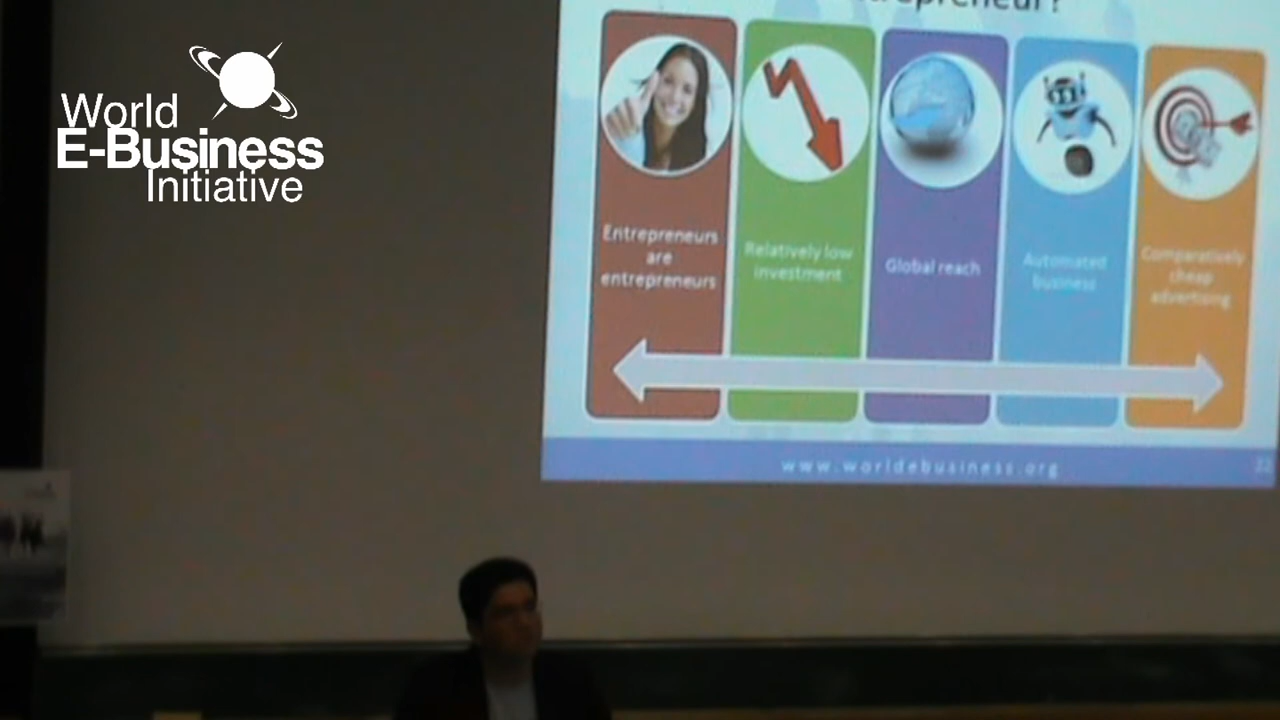 World
E-Business
Initiative
Entrepreneurs
are
entrepreneurs
Relatively low
investment
Global reach
Automated
business
Comparatively
cheap
advertising
www.worldebusiness.org
22